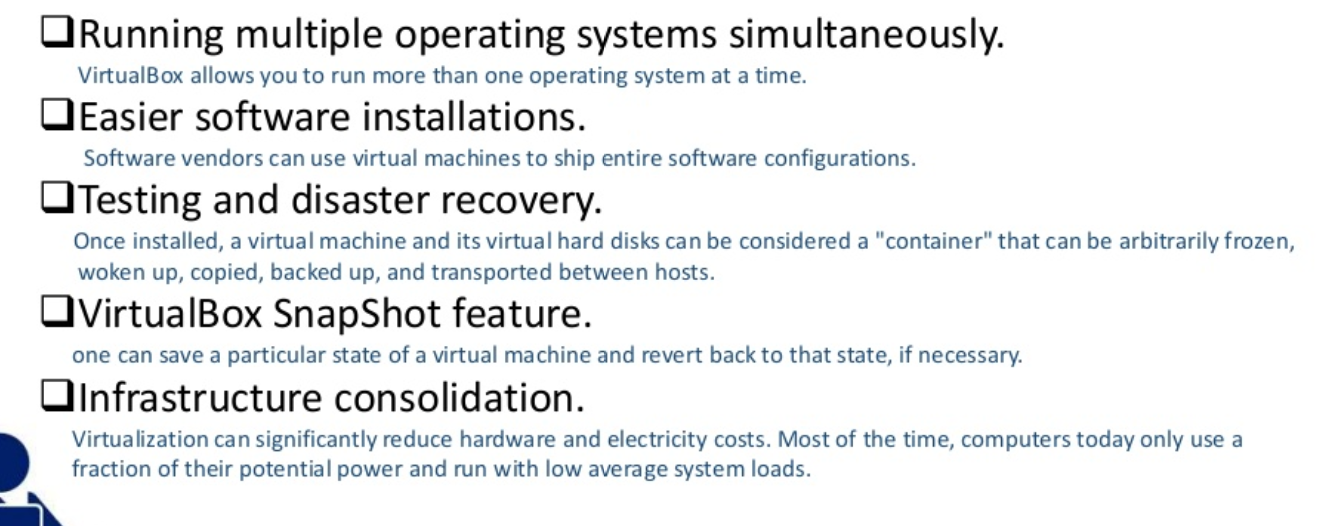 ❑Running multiple operating systems simultaneously.
VirtualBox allows you to run more than one operating system at a time.
❑Easier software installations.
Software vendors can use virtual machines to ship entire software configurations.
❑Testing and disaster recovery.
Once installed, a virtual machine and its virtual hard disks can be considered a "container" that can be arbitrarily frozen,
woken up, copied, backed up, and transported between hosts.
❑VirtualBox SnapShot feature.
one can save a particular state of a virtual machine and revert back to that state, if necessary.
❑Infrastructure consolidation.
Virtualization can significantly reduce hardware and electricity costs. Most of the time, computers today only use a
fraction of their potential power and run with low average system loads.